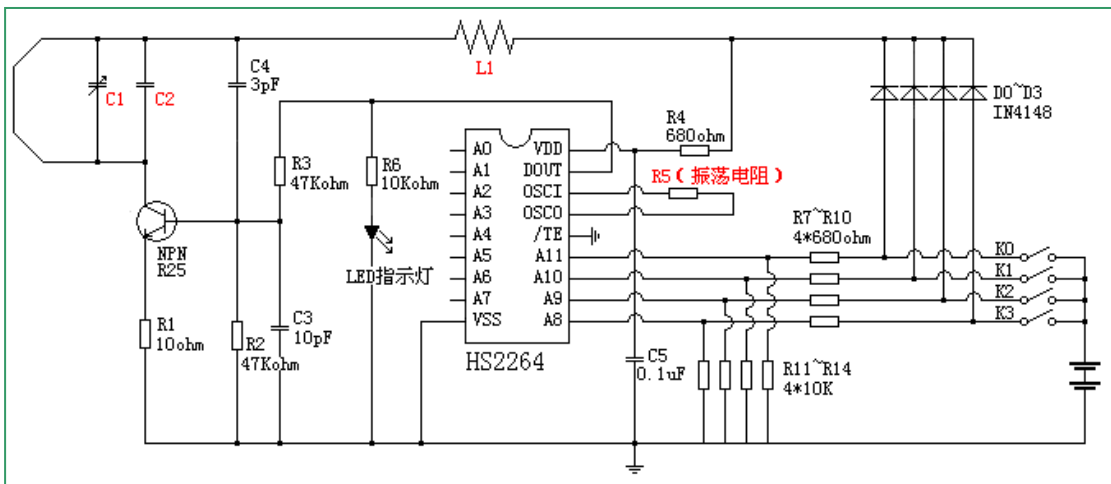 C1
C2
C4
3pF
L1
R4
680ohm
D0~D3
IN4148
R3
47Kohm
R6
10Kohm
R5(振荡电阻)
A0
A1
A2
A3
A4
A5
A6
A7
VSS
VDD
DOUT
OSCI
OSCO
/TE
A11
A10
A9
A8
HS2264
R7~R10
4*680ohm
K0
K1
K2
K3
NPN
R25
LED指示灯
R1
10ohm
R2
47Kohm
C3
10pF
C5
0.1uF
R11~R14
4*10K